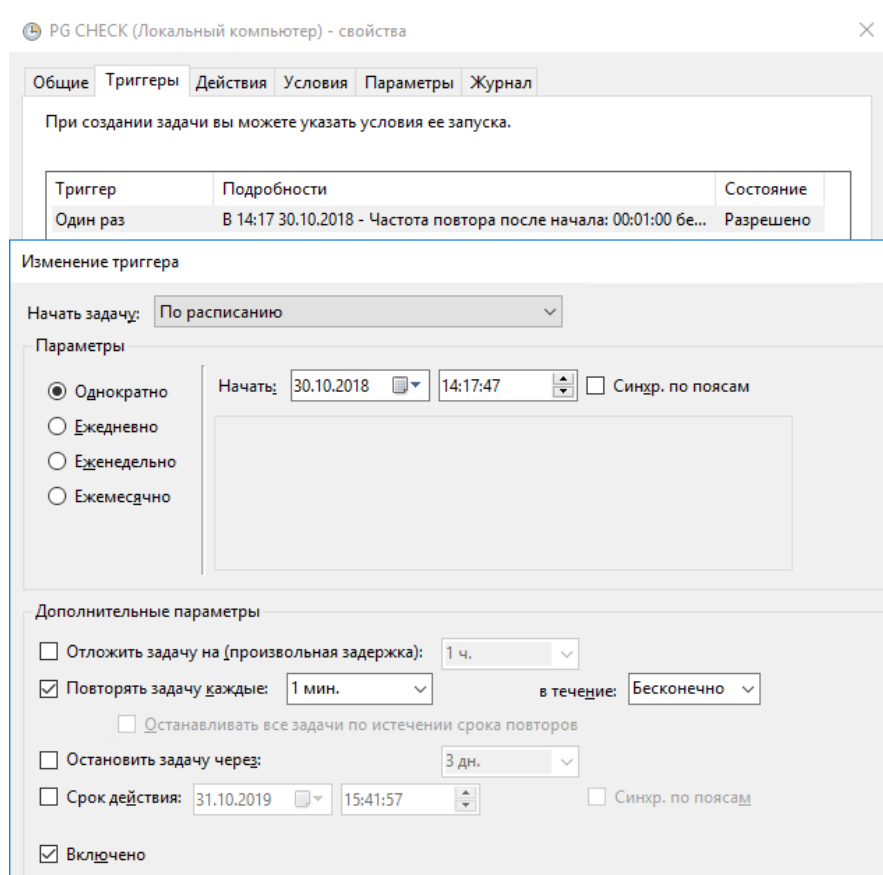 PG CHECK (Локальный компьютер) - свойства
Общие Триггеры Действия Условия Параметры Журнал
При создании задачи вы можете указать условия ее запуска.
Триггер Подробности Состояние
Один раз В 14:17 30.10.2018 - Частота повтора после начала: 00:01:00 бе... Разрешено
Изменение триггера
Начать задачу: По расписанию
Параметры
Однократно Начать: 30.10.2018 14:17:47 Синхр. по поясам
Ежедневно
Еженедельно
Ежемесячно
Дополнительные параметры
Отложить задачу на (произвольная задержка): 1 ч.
Повторять задачу каждые: 1 мин. в течение: Бесконечно
Останавливать все задачи по истечении срока повторов
Остановить задачу через: 3 дн.
Срок действия: 31.10.2019 15:41:57 Синхр. по поясам
Включено